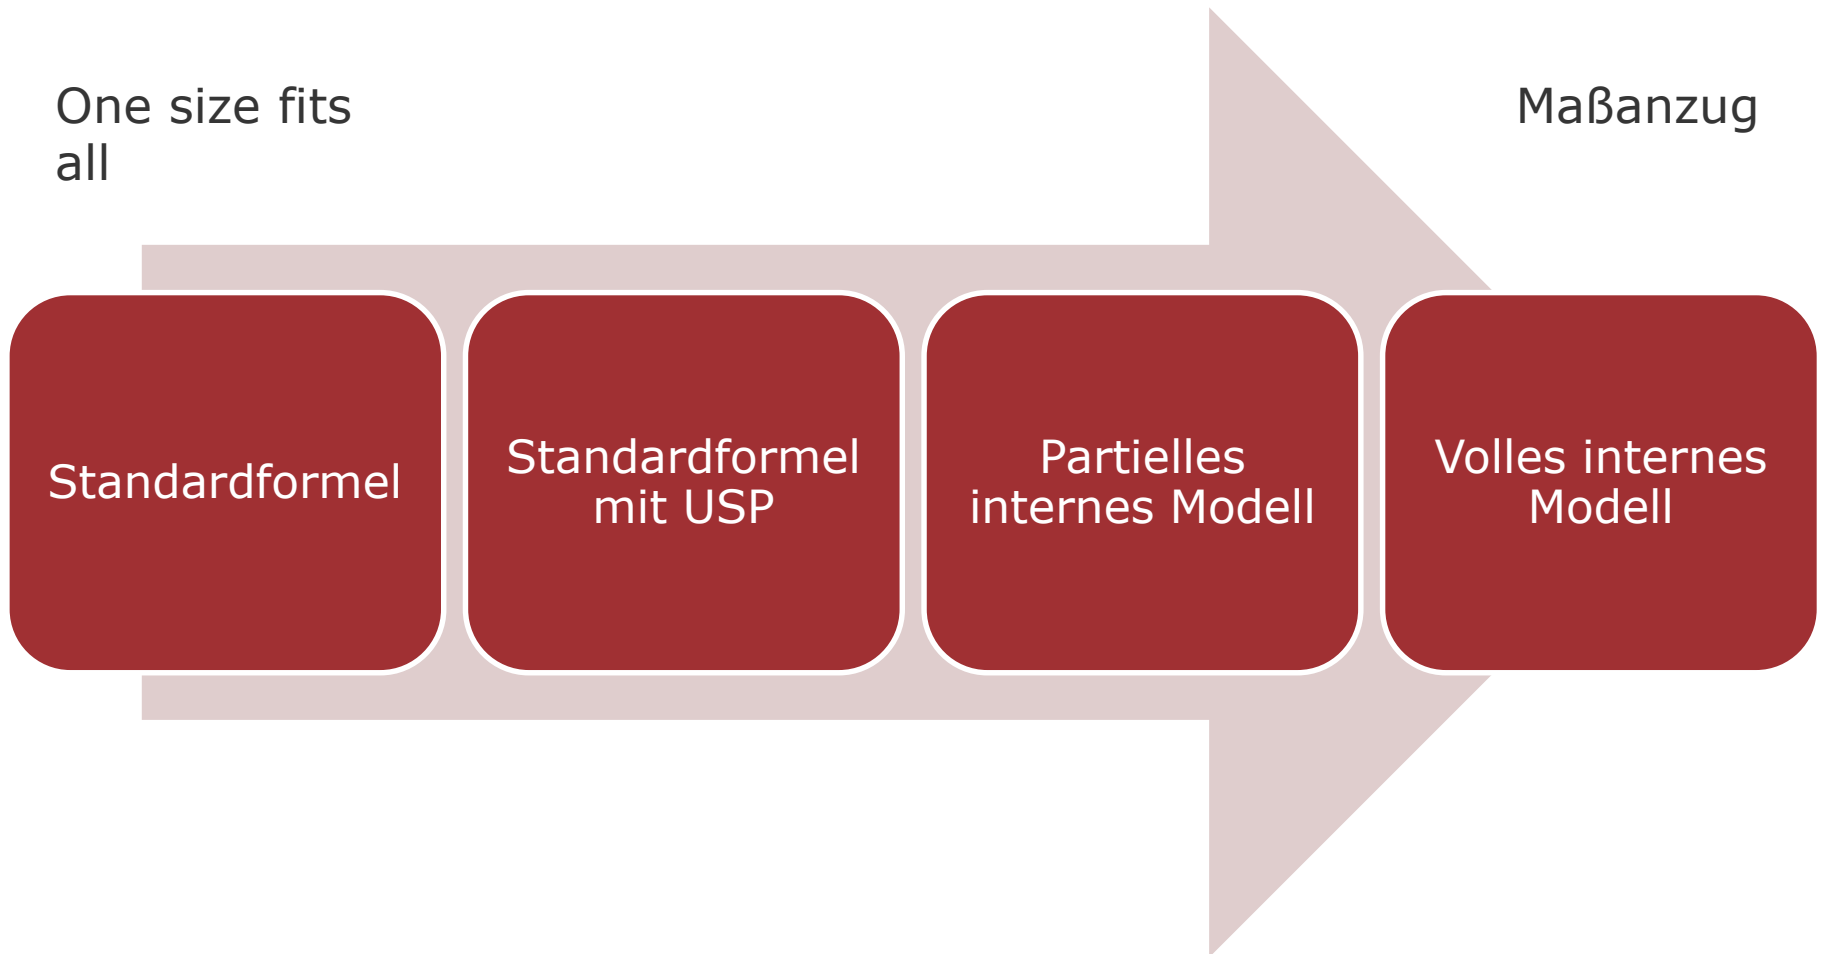 One size fits
all
Maßanzug
Standardformel
Standardformel
mit USP
Partielles
internes Modell
Volles internes
Modell